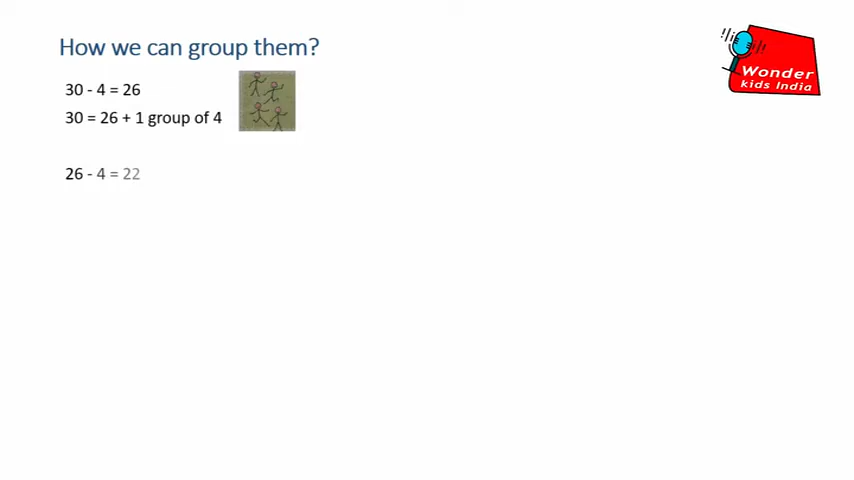 How we can group them?
30 - 4 = 26
30 = 26 + 1 group of 4
26 - 4 = 22
Wonder
kids India